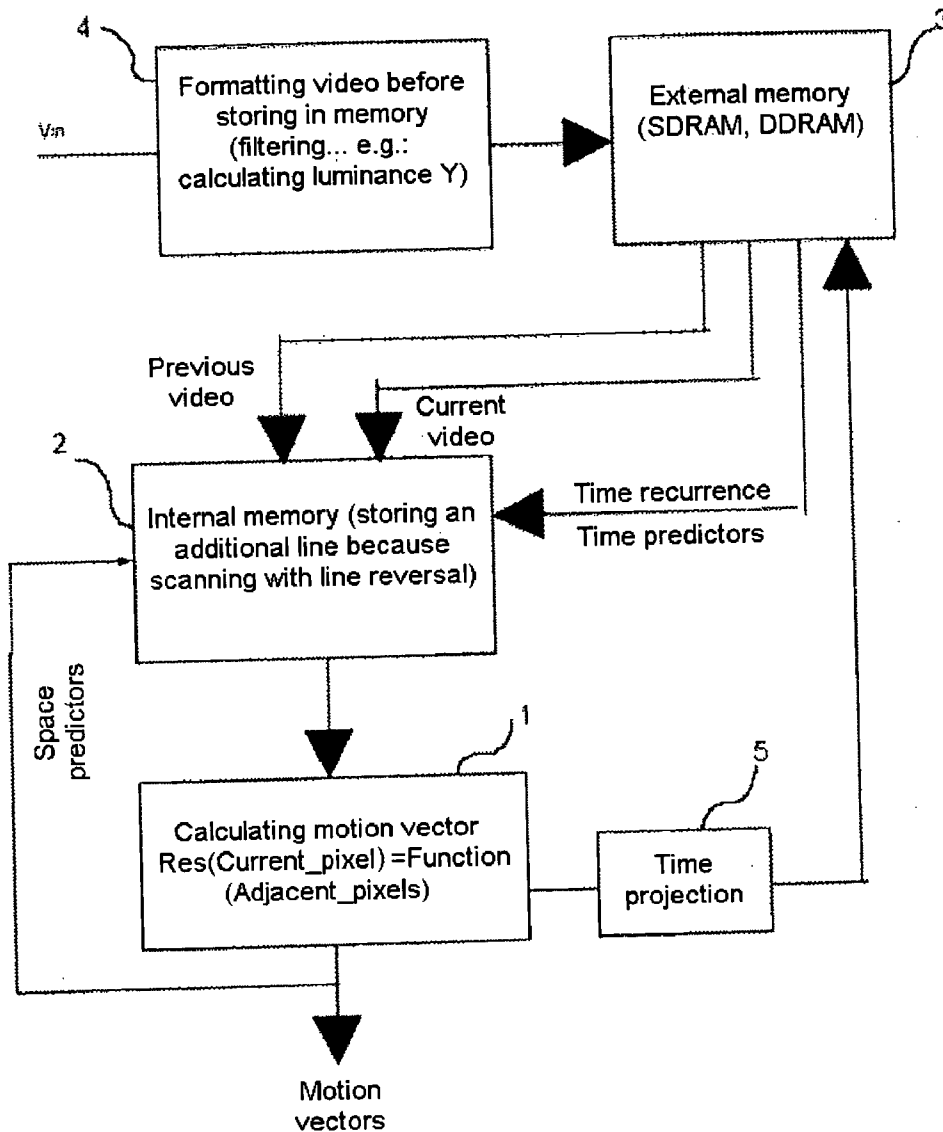 4
3
Formatting video before
storing in memory
(filtering... e.g.:
calculating luminance Y)
External memory
(SDRAM, DDRAM)
Vin
Previous
video
Current
video
2
Internal memory (storing an
additional line because
scanning with line reversal)
Time recurrence
Time predictors
Space
predictors
1
5
Calculating motion vector
Res(Current_pixel) =Function
(Adjacent_pixels)
Time
projection
Motion
vectors